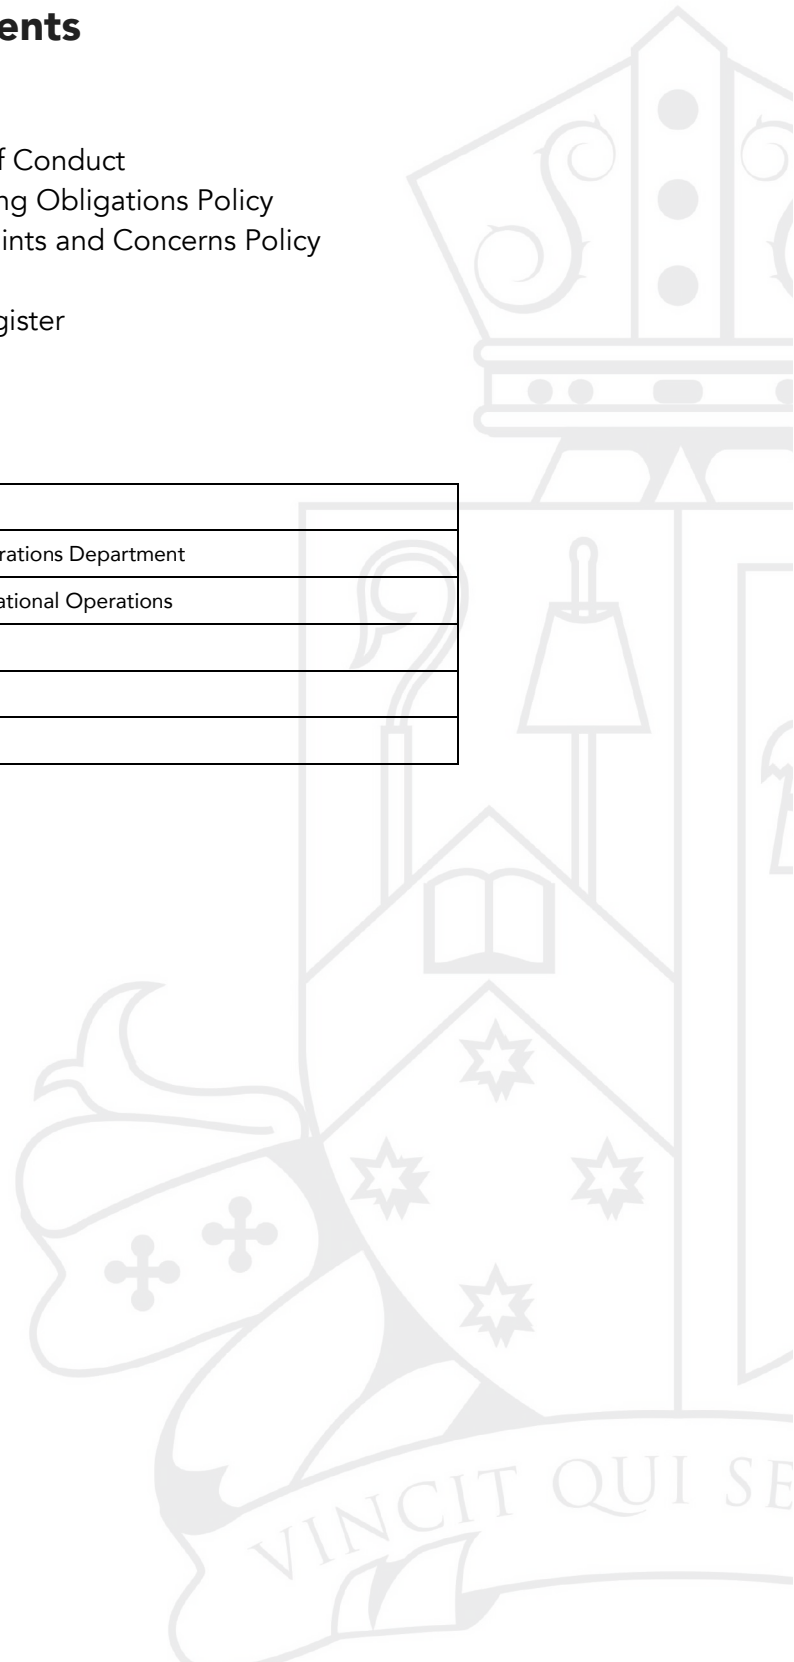 ents
f Conduct
ng Obligations Policy
ints and Concerns Policy
gister
rations Department
ational Operations
VINCIT QUI SE